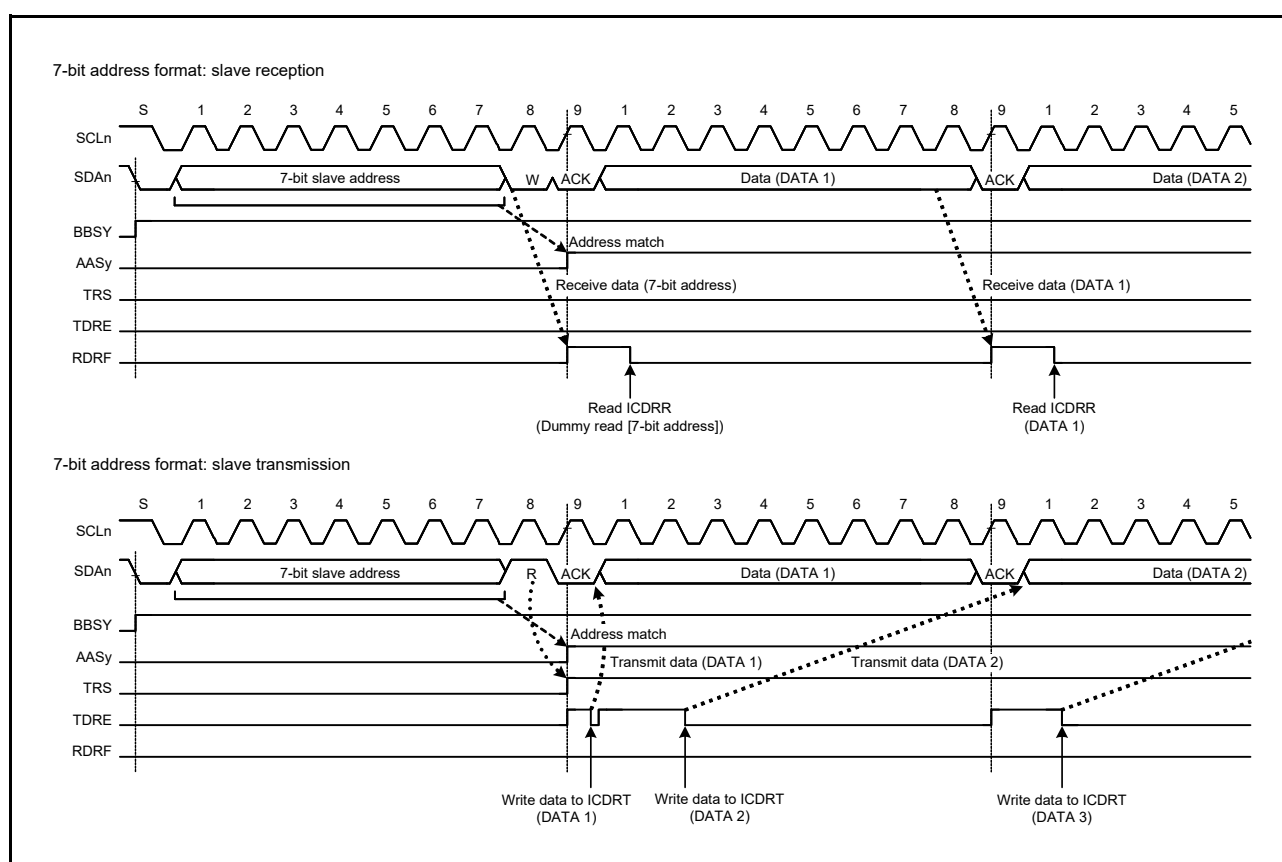 7-bit address format: slave reception
S 1 2 3 4 5 6 7 8 9 1 2 3 4 5 6 7 8 9 1 2 3 4 5
SCLn
SDAn 7-bit slave address W ACK Data (DATA 1) ACK Data (DATA 2)
BBSY
Address match
AASy
Receive data (7-bit address) Receive data (DATA 1)
TRS
TDRE
RDRF
Read ICDRR Read ICDRR
(Dummy read [7-bit address]) (DATA 1)
7-bit address format: slave transmission
S 1 2 3 4 5 6 7 8 9 1 2 3 4 5 6 7 8 9 1 2 3 4 5
SCLn
SDAn 7-bit slave address R ACK Data (DATA 1) ACK Data (DATA 2)
BBSY
Address match
AASy
Transmit data (DATA 1) Transmit data (DATA 2)
TRS
TDRE
RDRF
Write data to ICDRT Write data to ICDRT Write data to ICDRT
(DATA 1) (DATA 2) (DATA 3)